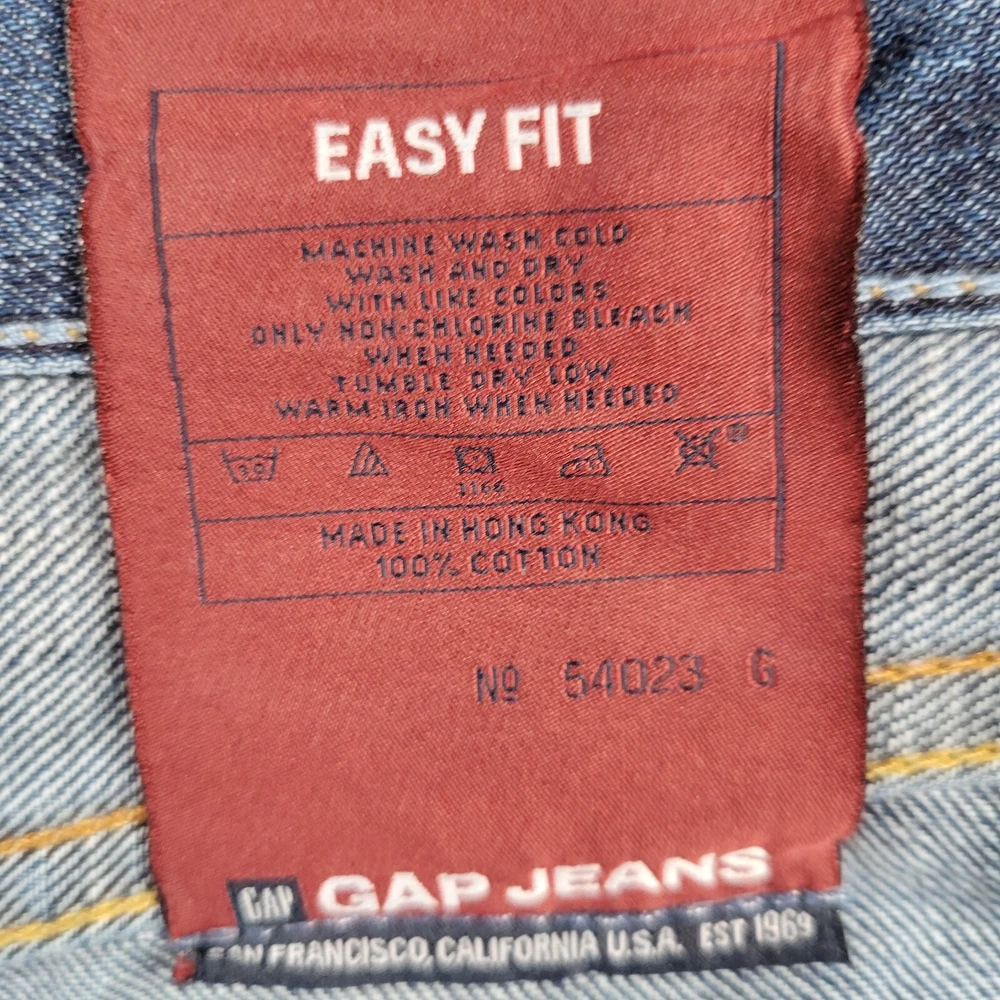 EASY FIT
MACHINE WASH COLD
WASH AND DRY
WITH LIKE COLORS
ONLY NON-CHLORINE BLEACH
WHEN NEEDED
TUMBLE DRY LOW
WARM IRON WHEN NEEDED
30
®
MADE IN HONG KONG
100% COTTON
Nº 54023 G
GAP GAP JEANS
SAN FRANCISCO, CALIFORNIA U.S.A. EST 1969